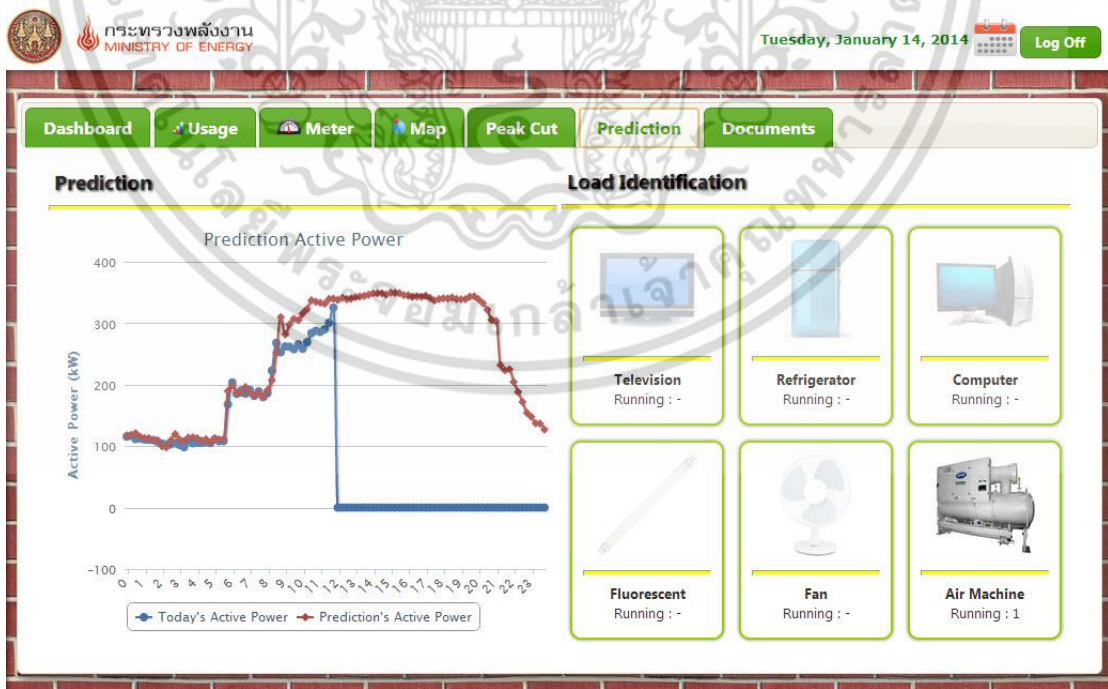 กระทรวงพลังงาน
MINISTRY OF ENERGY
Tuesday, January 14, 2014
Log Off
Dashboard
Usage
Meter
Map
Peak Cut
Prediction
Documents
Prediction
Load Identification
Prediction Active Power
Active Power (kW)
400
300
200
100
0
-100
0 1 2 3 4 5 6 7 8 9 10 11 12 13 14 15 16 17 18 19 20 21 22 23
Today's Active Power
Prediction's Active Power
Television
Running : -
Refrigerator
Running : -
Computer
Running : -
Fluorescent
Running : -
Fan
Running : -
Air Machine
Running : 1